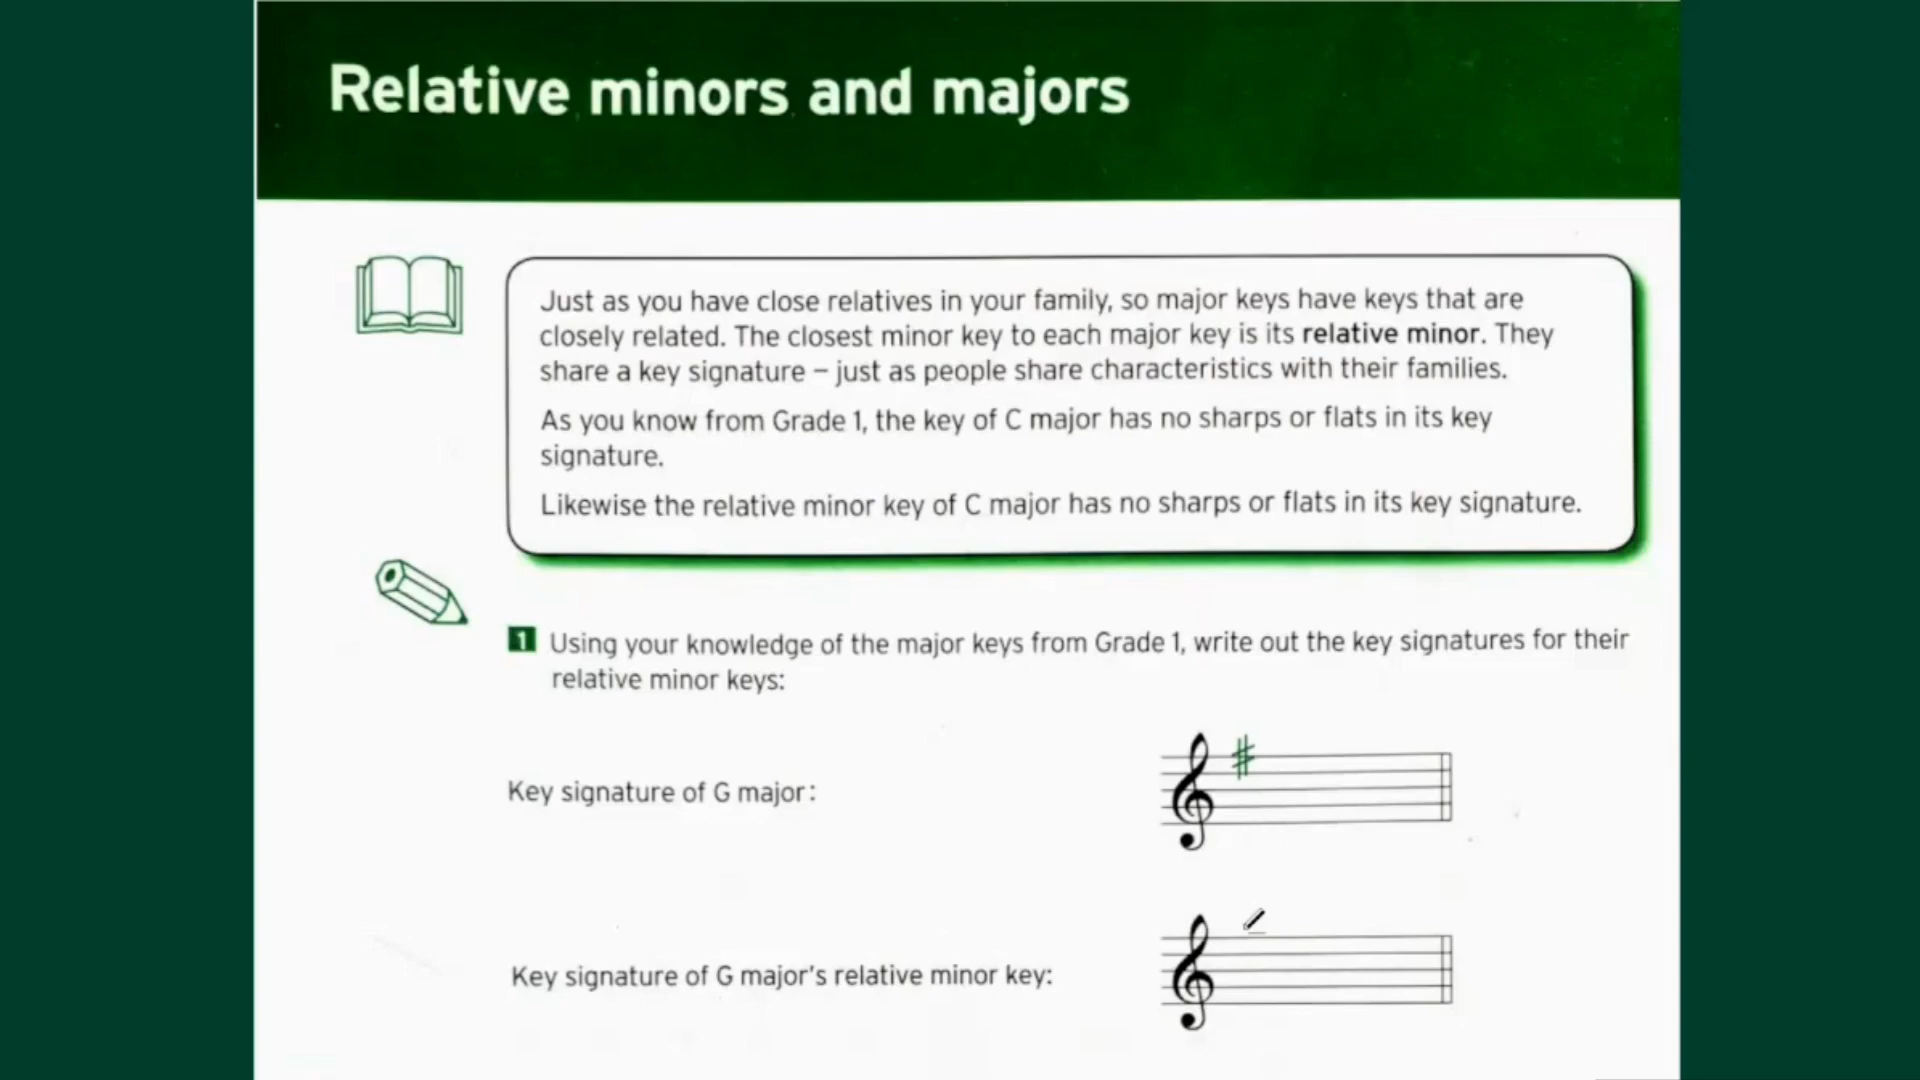 Relative minors and majors
Just as you have close relatives in your family, so major keys have keys that are
closely related. The closest minor key to each major key is its relative minor. They
share a key signature – just as people share characteristics with their families.
As you know from Grade 1, the key of C major has no sharps or flats in its key
signature.
Likewise the relative minor key of C major has no sharps or flats in its key signature.
1 Using your knowledge of the major keys from Grade 1, write out the key signatures for their
relative minor keys:
Key signature of G major:
Key signature of G major's relative minor key: